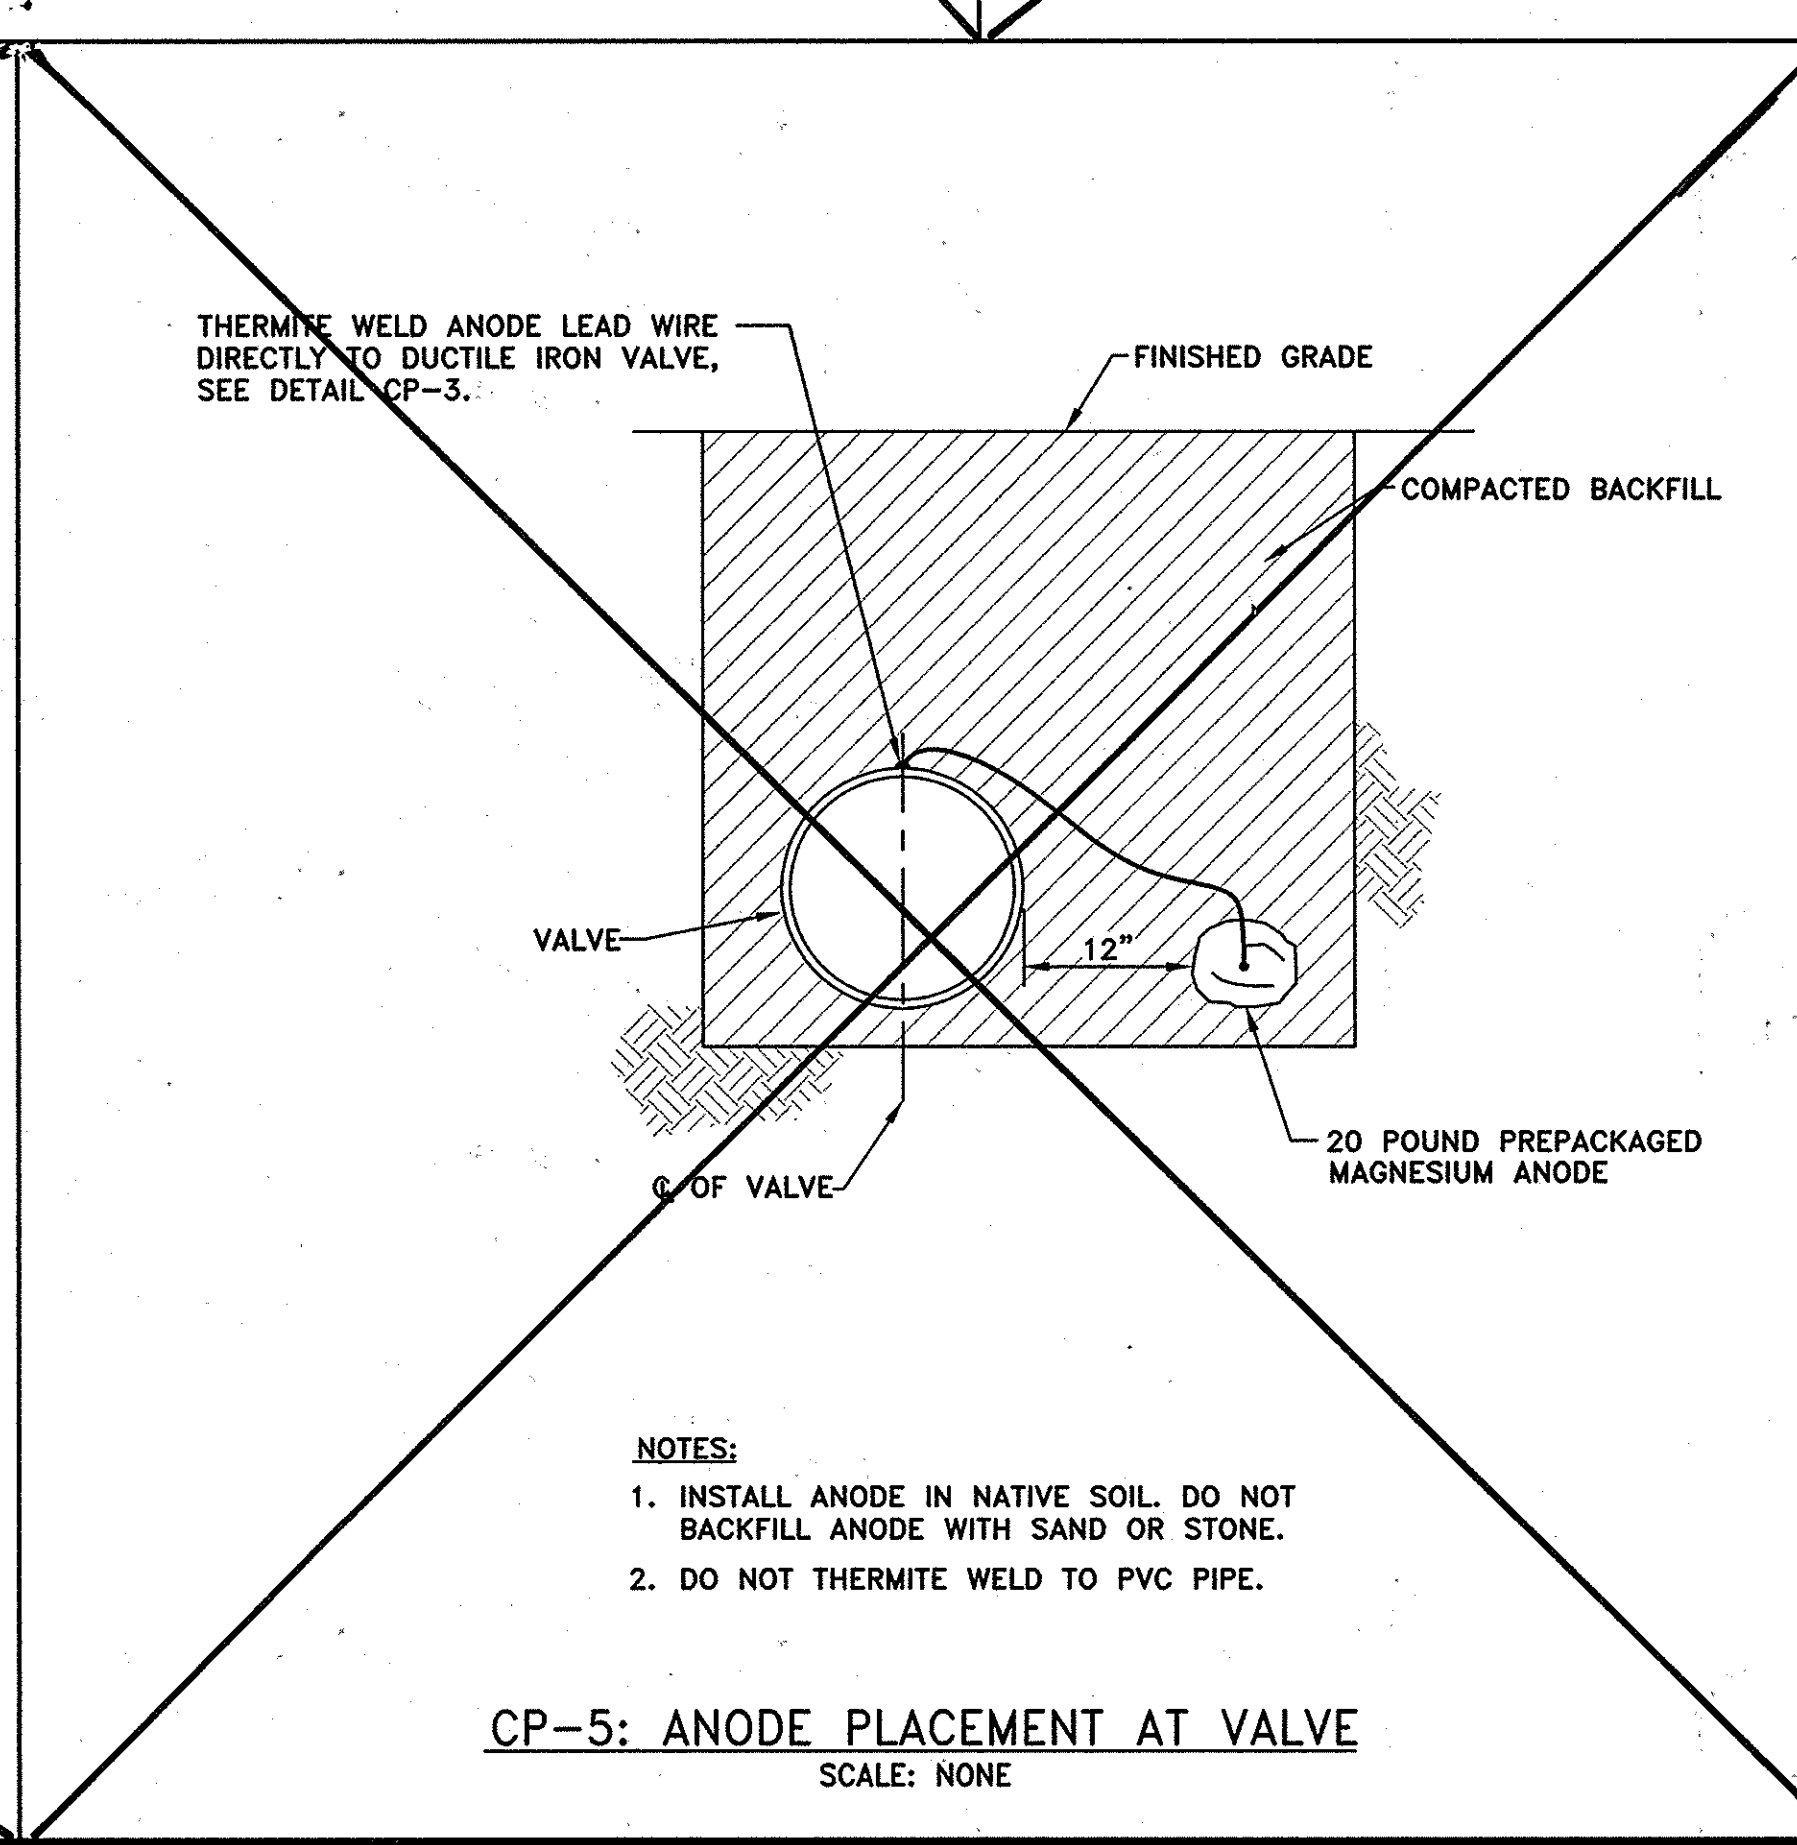 THERMITE WELD ANODE LEAD WIRE
DIRECTLY TO DUCTILE IRON VALVE,
SEE DETAIL CP-3.
FINISHED GRADE
COMPACTED BACKFILL
VALVE
12"
20 POUND PREPACKAGED
MAGNESIUM ANODE
℄ OF VALVE
NOTES:
1. INSTALL ANODE IN NATIVE SOIL. DO NOT
BACKFILL ANODE WITH SAND OR STONE.
2. DO NOT THERMITE WELD TO PVC PIPE.
CP-5: ANODE PLACEMENT AT VALVE
SCALE: NONE